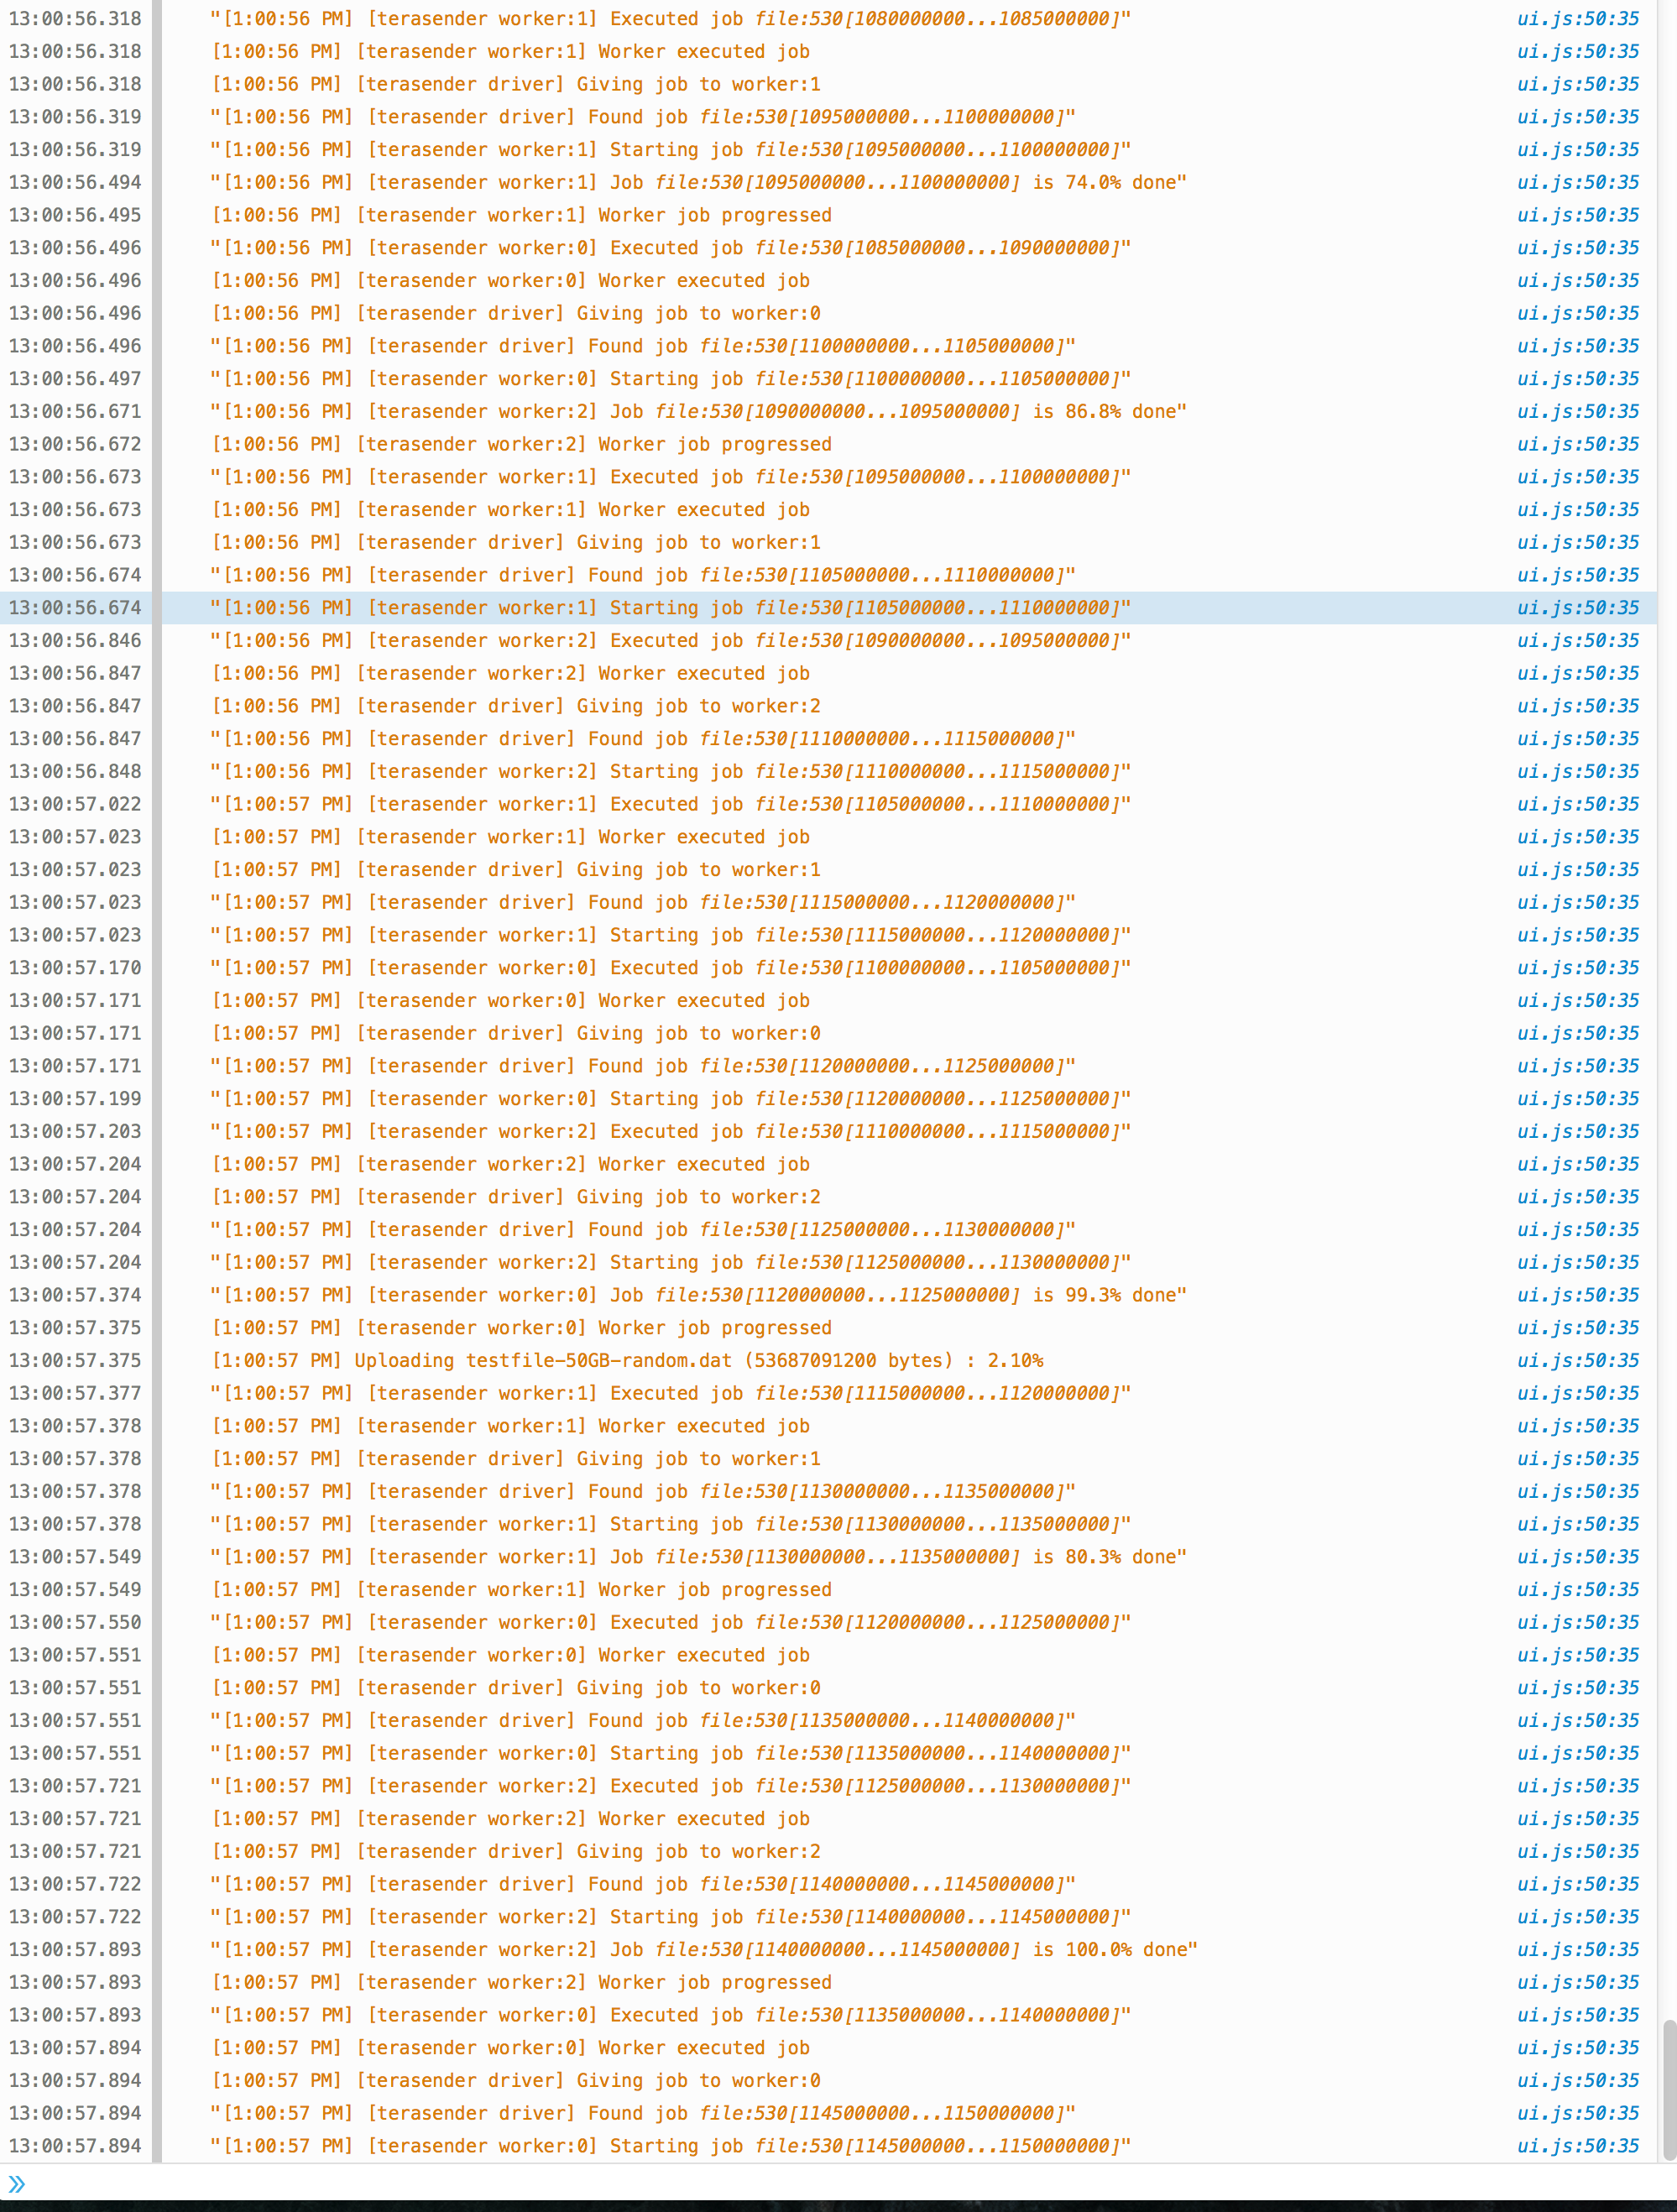 13:00:56.318 "[1:00:56 PM] [terasender worker:1] Executed job file:530[1080000000...1085000000]" ui.js:50:35
13:00:56.318 [1:00:56 PM] [terasender worker:1] Worker executed job ui.js:50:35
13:00:56.318 [1:00:56 PM] [terasender driver] Giving job to worker:1 ui.js:50:35
13:00:56.319 "[1:00:56 PM] [terasender driver] Found job file:530[1095000000...1100000000]" ui.js:50:35
13:00:56.319 "[1:00:56 PM] [terasender worker:1] Starting job file:530[1095000000...1100000000]" ui.js:50:35
13:00:56.494 "[1:00:56 PM] [terasender worker:1] Job file:530[1095000000...1100000000] is 74.0% done" ui.js:50:35
13:00:56.495 [1:00:56 PM] [terasender worker:1] Worker job progressed ui.js:50:35
13:00:56.496 "[1:00:56 PM] [terasender worker:0] Executed job file:530[1085000000...1090000000]" ui.js:50:35
13:00:56.496 [1:00:56 PM] [terasender worker:0] Worker executed job ui.js:50:35
13:00:56.496 [1:00:56 PM] [terasender driver] Giving job to worker:0 ui.js:50:35
13:00:56.496 "[1:00:56 PM] [terasender driver] Found job file:530[1100000000...1105000000]" ui.js:50:35
13:00:56.497 "[1:00:56 PM] [terasender worker:0] Starting job file:530[1100000000...1105000000]" ui.js:50:35
13:00:56.671 "[1:00:56 PM] [terasender worker:2] Job file:530[1090000000...1095000000] is 86.8% done" ui.js:50:35
13:00:56.672 [1:00:56 PM] [terasender worker:2] Worker job progressed ui.js:50:35
13:00:56.673 "[1:00:56 PM] [terasender worker:1] Executed job file:530[1095000000...1100000000]" ui.js:50:35
13:00:56.673 [1:00:56 PM] [terasender worker:1] Worker executed job ui.js:50:35
13:00:56.673 [1:00:56 PM] [terasender driver] Giving job to worker:1 ui.js:50:35
13:00:56.674 "[1:00:56 PM] [terasender driver] Found job file:530[1105000000...1110000000]" ui.js:50:35
13:00:56.674 "[1:00:56 PM] [terasender worker:1] Starting job file:530[1105000000...1110000000]" ui.js:50:35
13:00:56.846 "[1:00:56 PM] [terasender worker:2] Executed job file:530[1090000000...1095000000]" ui.js:50:35
13:00:56.847 [1:00:56 PM] [terasender worker:2] Worker executed job ui.js:50:35
13:00:56.847 [1:00:56 PM] [terasender driver] Giving job to worker:2 ui.js:50:35
13:00:56.847 "[1:00:56 PM] [terasender driver] Found job file:530[1110000000...1115000000]" ui.js:50:35
13:00:56.848 "[1:00:56 PM] [terasender worker:2] Starting job file:530[1110000000...1115000000]" ui.js:50:35
13:00:57.022 "[1:00:57 PM] [terasender worker:1] Executed job file:530[1105000000...1110000000]" ui.js:50:35
13:00:57.023 [1:00:57 PM] [terasender worker:1] Worker executed job ui.js:50:35
13:00:57.023 [1:00:57 PM] [terasender driver] Giving job to worker:1 ui.js:50:35
13:00:57.023 "[1:00:57 PM] [terasender driver] Found job file:530[1115000000...1120000000]" ui.js:50:35
13:00:57.023 "[1:00:57 PM] [terasender worker:1] Starting job file:530[1115000000...1120000000]" ui.js:50:35
13:00:57.170 "[1:00:57 PM] [terasender worker:0] Executed job file:530[1100000000...1105000000]" ui.js:50:35
13:00:57.171 [1:00:57 PM] [terasender worker:0] Worker executed job ui.js:50:35
13:00:57.171 [1:00:57 PM] [terasender driver] Giving job to worker:0 ui.js:50:35
13:00:57.171 "[1:00:57 PM] [terasender driver] Found job file:530[1120000000...1125000000]" ui.js:50:35
13:00:57.199 "[1:00:57 PM] [terasender worker:0] Starting job file:530[1120000000...1125000000]" ui.js:50:35
13:00:57.203 "[1:00:57 PM] [terasender worker:2] Executed job file:530[1110000000...1115000000]" ui.js:50:35
13:00:57.204 [1:00:57 PM] [terasender worker:2] Worker executed job ui.js:50:35
13:00:57.204 [1:00:57 PM] [terasender driver] Giving job to worker:2 ui.js:50:35
13:00:57.204 "[1:00:57 PM] [terasender driver] Found job file:530[1125000000...1130000000]" ui.js:50:35
13:00:57.204 "[1:00:57 PM] [terasender worker:2] Starting job file:530[1125000000...1130000000]" ui.js:50:35
13:00:57.374 "[1:00:57 PM] [terasender worker:0] Job file:530[1120000000...1125000000] is 99.3% done" ui.js:50:35
13:00:57.375 [1:00:57 PM] [terasender worker:0] Worker job progressed ui.js:50:35
13:00:57.375 [1:00:57 PM] Uploading testfile-50GB-random.dat (53687091200 bytes) : 2.10% ui.js:50:35
13:00:57.377 "[1:00:57 PM] [terasender worker:1] Executed job file:530[1115000000...1120000000]" ui.js:50:35
13:00:57.378 [1:00:57 PM] [terasender worker:1] Worker executed job ui.js:50:35
13:00:57.378 [1:00:57 PM] [terasender driver] Giving job to worker:1 ui.js:50:35
13:00:57.378 "[1:00:57 PM] [terasender driver] Found job file:530[1130000000...1135000000]" ui.js:50:35
13:00:57.378 "[1:00:57 PM] [terasender worker:1] Starting job file:530[1130000000...1135000000]" ui.js:50:35
13:00:57.549 "[1:00:57 PM] [terasender worker:1] Job file:530[1130000000...1135000000] is 80.3% done" ui.js:50:35
13:00:57.549 [1:00:57 PM] [terasender worker:1] Worker job progressed ui.js:50:35
13:00:57.550 "[1:00:57 PM] [terasender worker:0] Executed job file:530[1120000000...1125000000]" ui.js:50:35
13:00:57.551 [1:00:57 PM] [terasender worker:0] Worker executed job ui.js:50:35
13:00:57.551 [1:00:57 PM] [terasender driver] Giving job to worker:0 ui.js:50:35
13:00:57.551 "[1:00:57 PM] [terasender driver] Found job file:530[1135000000...1140000000]" ui.js:50:35
13:00:57.551 "[1:00:57 PM] [terasender worker:0] Starting job file:530[1135000000...1140000000]" ui.js:50:35
13:00:57.721 "[1:00:57 PM] [terasender worker:2] Executed job file:530[1125000000...1130000000]" ui.js:50:35
13:00:57.721 [1:00:57 PM] [terasender worker:2] Worker executed job ui.js:50:35
13:00:57.721 [1:00:57 PM] [terasender driver] Giving job to worker:2 ui.js:50:35
13:00:57.722 "[1:00:57 PM] [terasender driver] Found job file:530[1140000000...1145000000]" ui.js:50:35
13:00:57.722 "[1:00:57 PM] [terasender worker:2] Starting job file:530[1140000000...1145000000]" ui.js:50:35
13:00:57.893 "[1:00:57 PM] [terasender worker:2] Job file:530[1140000000...1145000000] is 100.0% done" ui.js:50:35
13:00:57.893 [1:00:57 PM] [terasender worker:2] Worker job progressed ui.js:50:35
13:00:57.893 "[1:00:57 PM] [terasender worker:0] Executed job file:530[1135000000...1140000000]" ui.js:50:35
13:00:57.894 [1:00:57 PM] [terasender worker:0] Worker executed job ui.js:50:35
13:00:57.894 [1:00:57 PM] [terasender driver] Giving job to worker:0 ui.js:50:35
13:00:57.894 "[1:00:57 PM] [terasender driver] Found job file:530[1145000000...1150000000]" ui.js:50:35
13:00:57.894 "[1:00:57 PM] [terasender worker:0] Starting job file:530[1145000000...1150000000]" ui.js:50:35